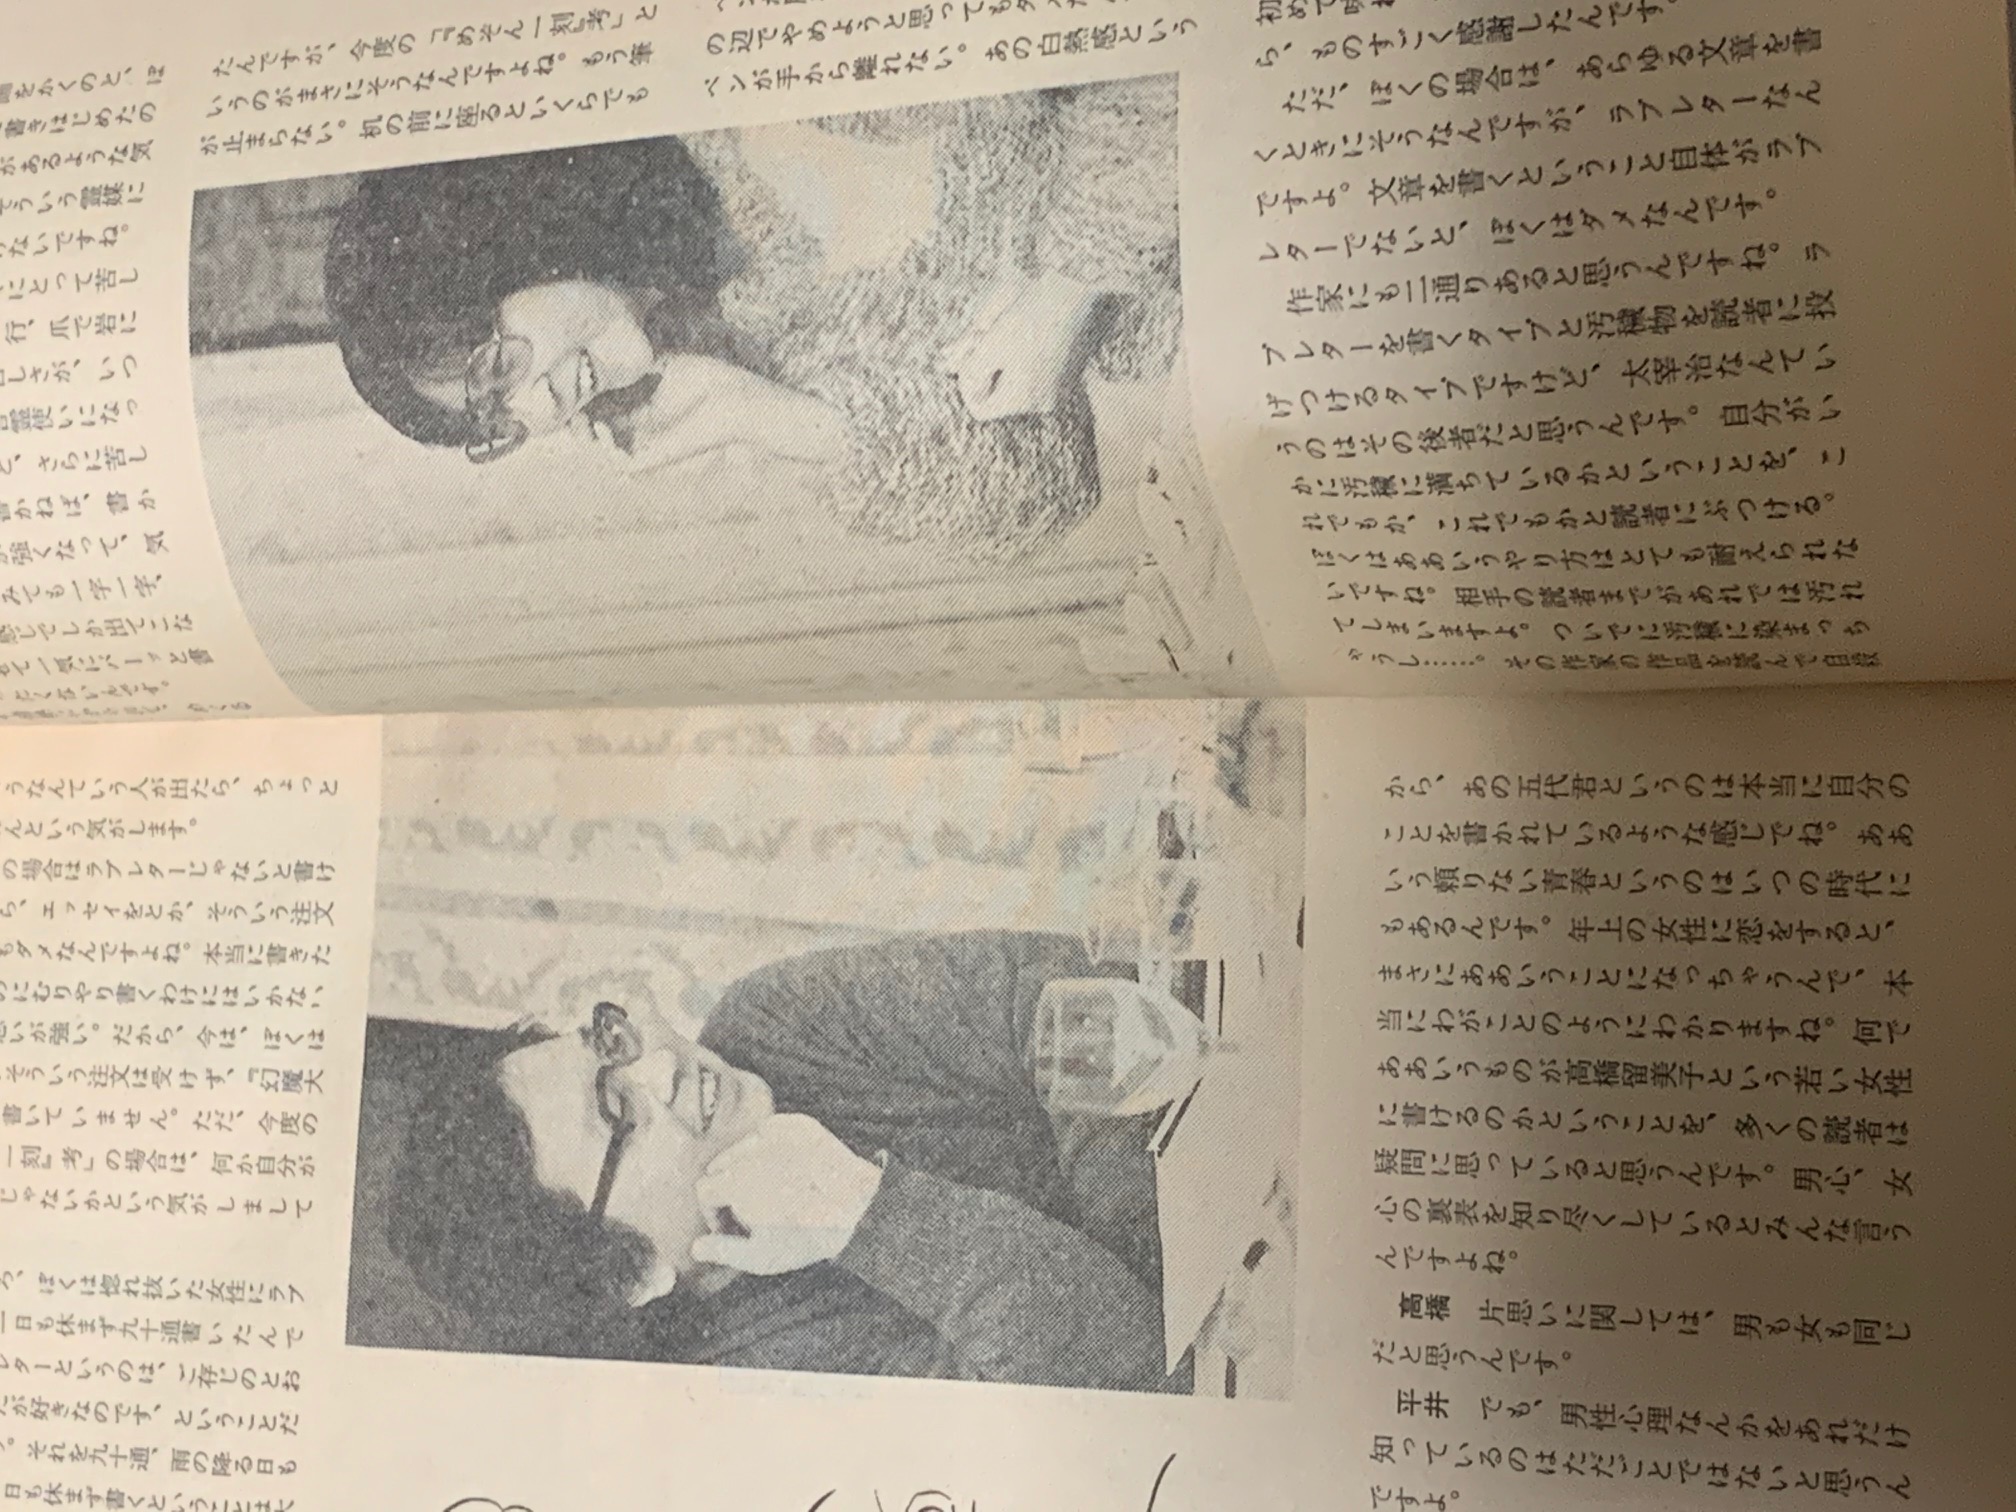 をかくのと、ぼ
書きはじめたの
があるような気
そういう霊媒に
ないですね。
にとって苦し
行、爪で岩に
しさが、いつ
霊使いになっ
と、さらに苦し
書かねば、書か
が強くなって、気
みても一字一字、
感じでしか出てこな
て一気にバーッと書
たんですが、今度の「『めぞん一刻』考」と
いうのがまさにそうなんですよね。もう筆
が止まらない。机の前に座るといくらでも
の辺でやめようと思ってもダメ
ペンが手から離れない。あの白熱感という
初めて味
ら、ものすごく感謝したんです
ただ、ぼくの場合は、あらゆる文章を書
くときにそうなんですが、ラブレターなん
ですよ。文章を書くということ自体がラブ
レターでないと、ぼくはダメなんです。
作家にも二通りあると思うんですね。ラ
ブレターを書くタイプと汚穢物を読者に投
げつけるタイプですけど、太宰治なんてい
うのはその後者だと思うんです。自分がい
かに汚穢に満ちているかということを、こ
れでもか、これでもかと読者にぶつける。
ぼくはああいうやり方はとても耐えられな
いですね。相手の読者までがあれでは汚れ
てしまいますよ。ついでに汚穢に染まっち
ゃうし……。その作家の作品を読んで自殺
うなんていう人が出たら、ちょっと
んという気がします。
の場合はラブレターじゃないと書け
ら、エッセイをとか、そういう注文
もダメなんですよね。本当に書きた
のにむりやり書くわけにはいかない、
思いが強い。だから、今は、ぼくは
そういう注文は受けず、『幻魔大
書いていません。ただ、今度の
一刻』考」の場合は、何か自分が
じゃないかという気がしまして
ろ、ぼくは惚れ抜いた女性にラブ
一日も休まず九十通書いたんで
レターというのは、ご存じのとお
が好きなのです、ということだ
。それを九十通、雨の降る日も
日も休まず書くということは大
から、あの五代君というのは本当に自分の
ことを書かれているような感じでね。ああ
いう頼りない青春というのはいつの時代に
もあるんです。年上の女性に恋をすると、
まさにああいうことになっちゃうんで、本
当にわがことのようにわかりますね。何で
ああいうものが高橋留美子という若い女性
に書けるのかということを、多くの読者は
疑問に思っていると思うんです。男心、女
心の裏表を知り尽くしているとみんな言う
んですよね。
高橋　片思いに関しては、男も女も同じ
だと思うんです。
平井　でも、男性心理なんかをあれだけ
知っているのはただごとではないと思うん
ですよ。